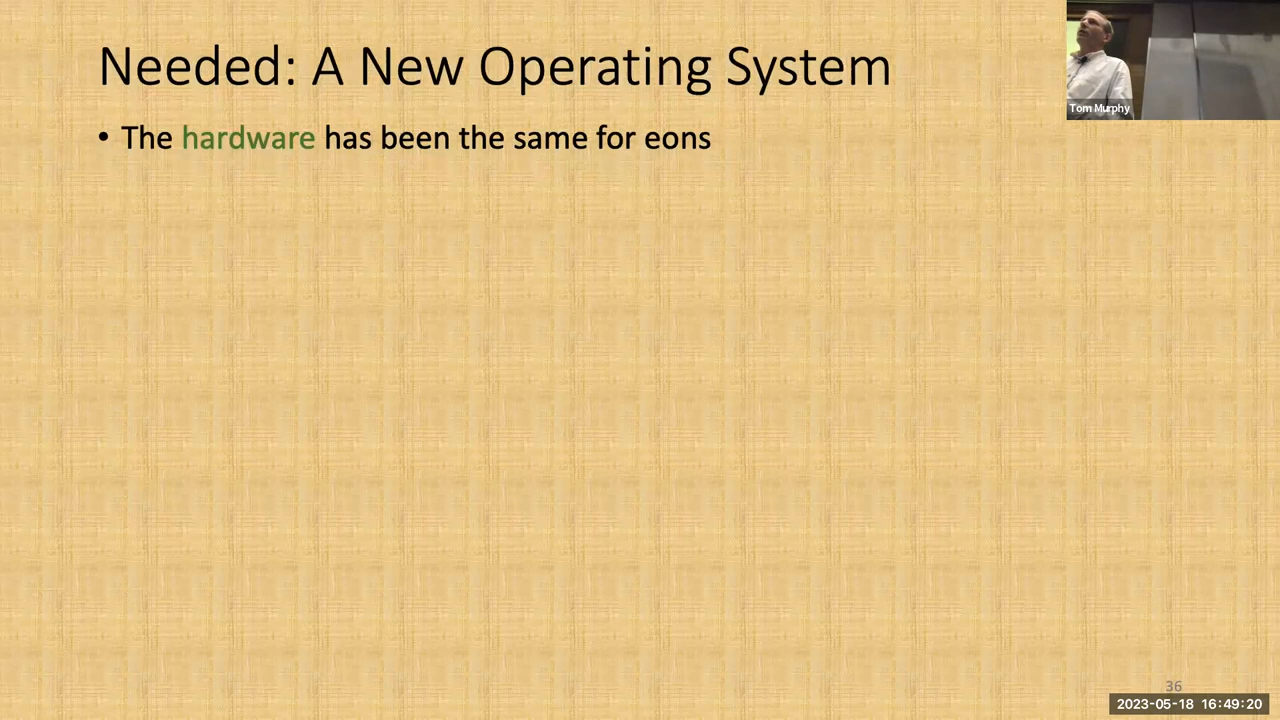 Needed: A New Operating System
• The hardware has been the same for eons
Tom Murphy
36
2023-05-18 16:49:20